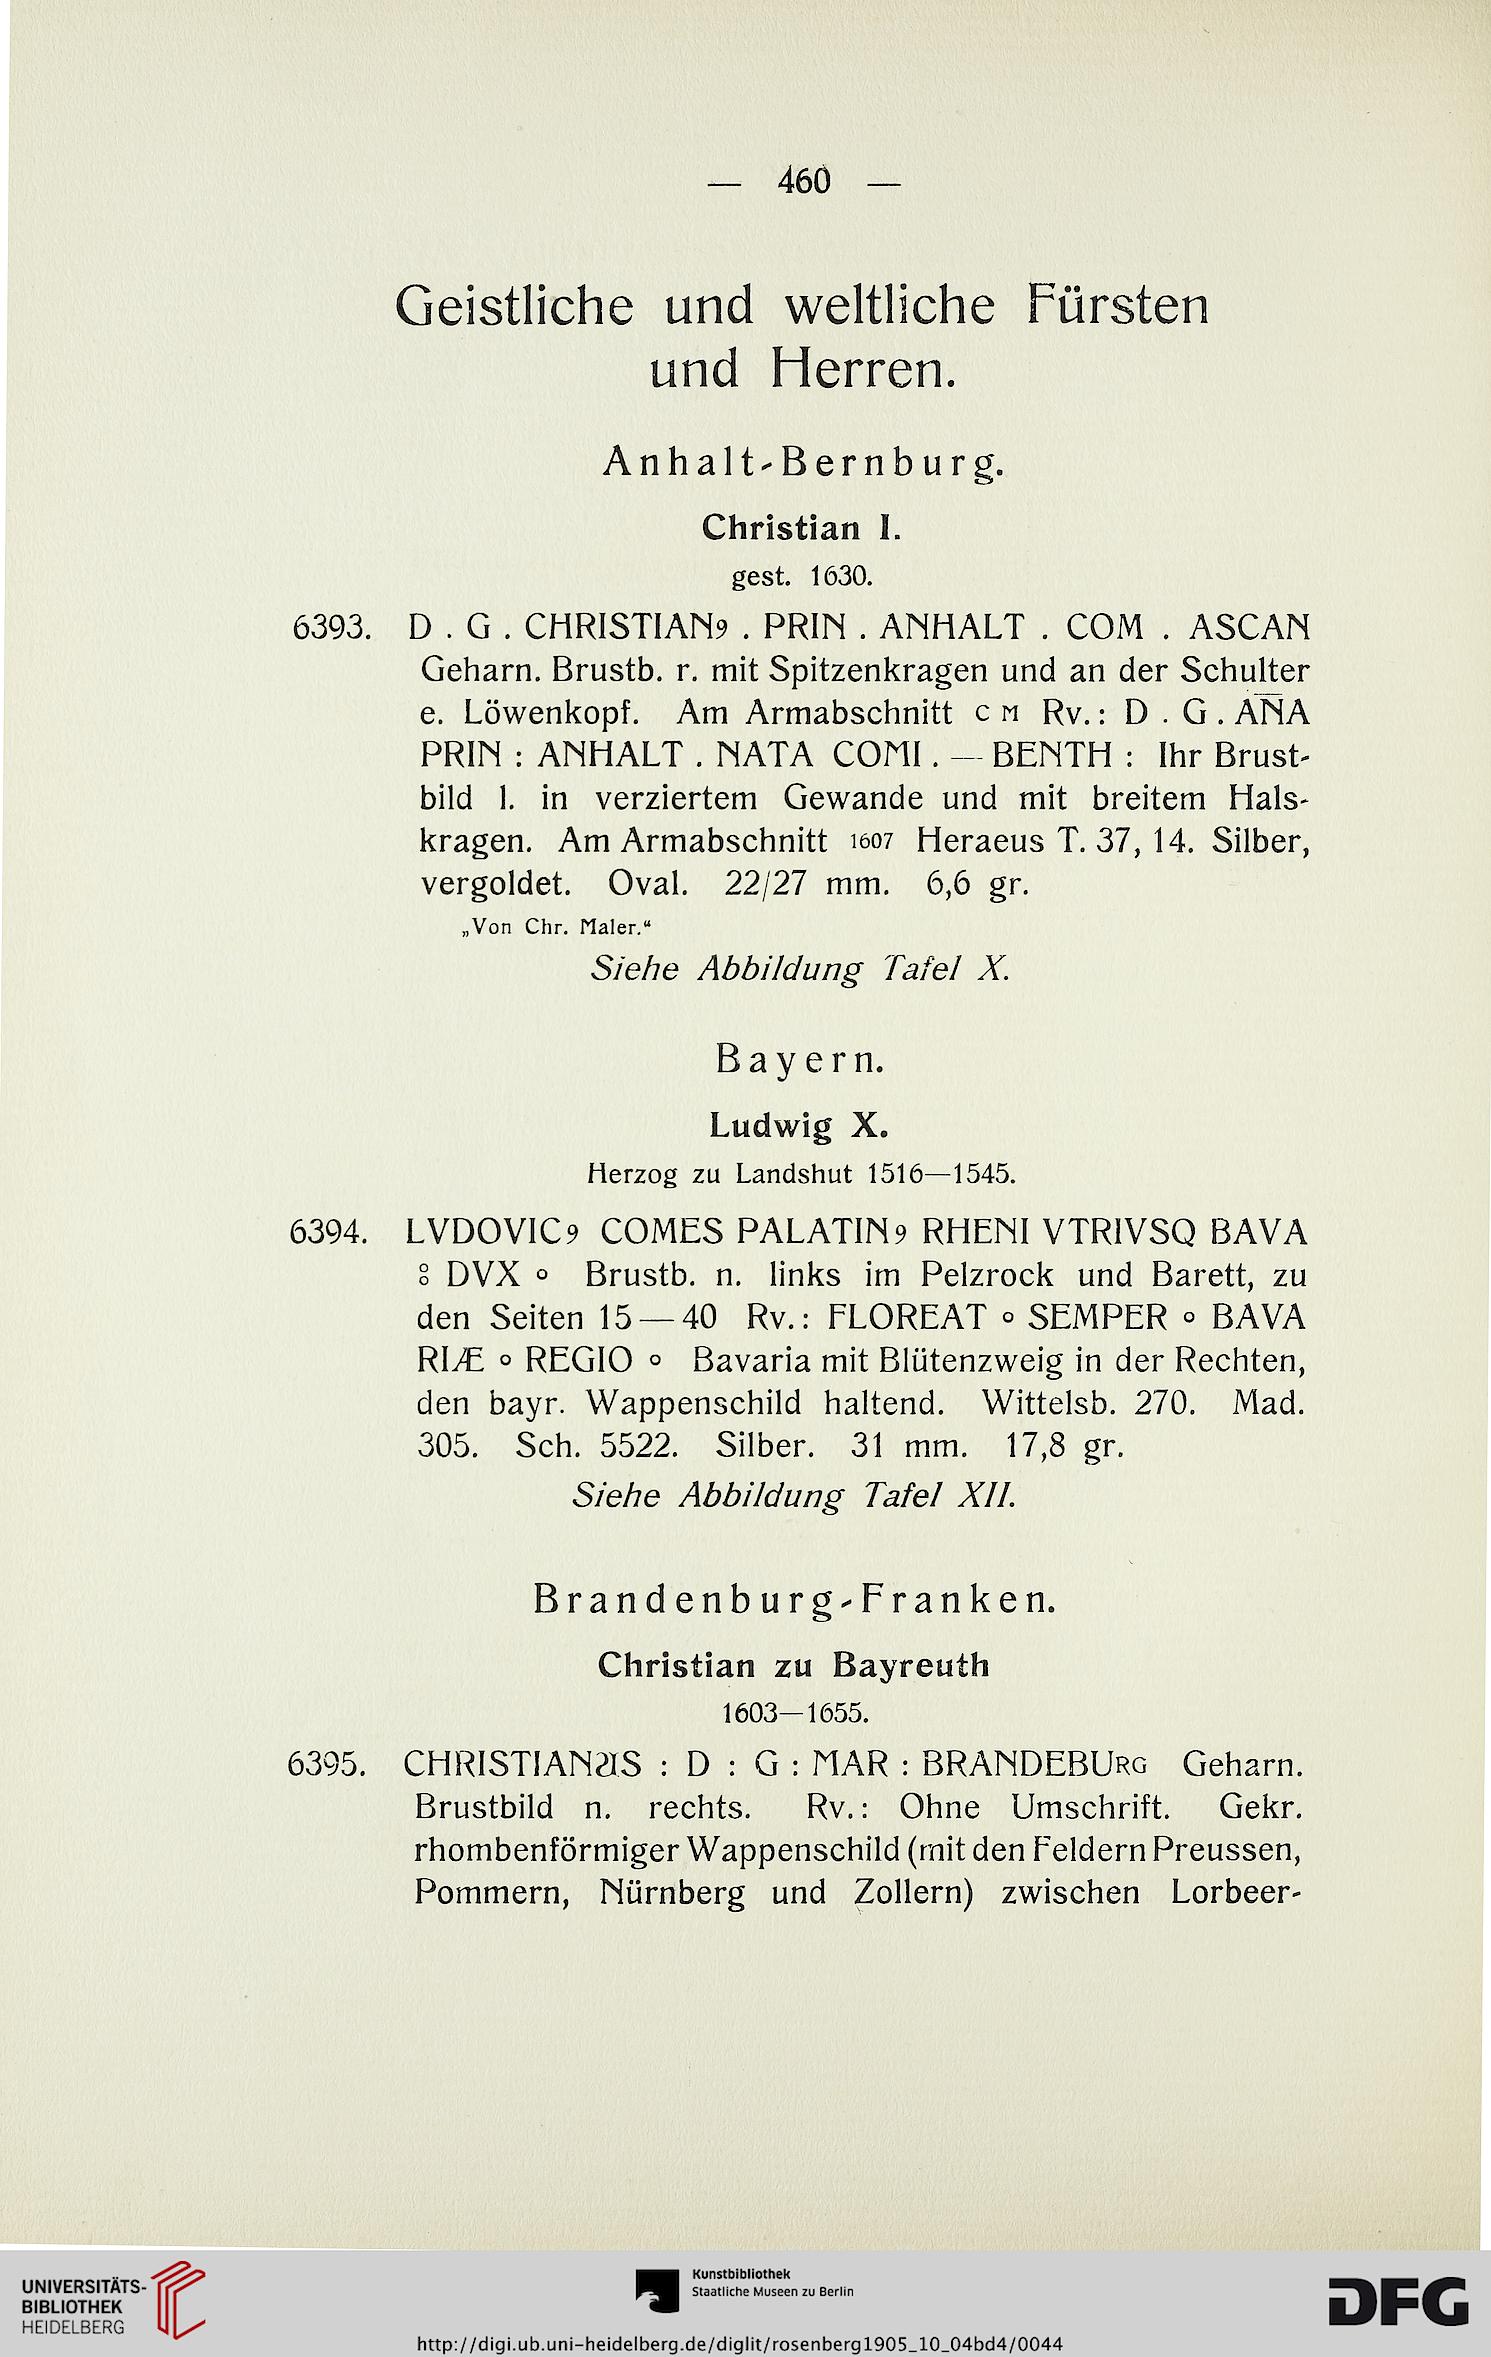 — 460 —
Geistliche und weltliche Fürsten
und Herren.
Anhalt-Bernburg.
Christian I.
gest. 1630.
6393. D . G . CHRISTIAN9 . PRIN . ANHALT . COM . ASCAN
Geharn. Brustb. r. mit Spitzenkragen und an der Schulter
e. Löwenkopf. Am Armabschnitt C M Rv.: D . G . AN̅A
PRIN : ANHALT . NATA COMI . — BENTH : Ihr Brust-
bild l. in verziertem Gewande und mit breitem Hals-
kragen. Am Armabschnitt 1607 Heraeus T. 37, 14. Silber,
vergoldet. Oval. 22/27 mm. 6,6 gr.
„Von Chr. Maler."
Siehe Abbildung Tafel X.
Bayern.
Ludwig X.
Herzog zu Landshut 1516—1545.
6394. LVDOVIC9 COMES PALATIN9 RHENI VTRIVSQ BAVA
° DVX ° Brustb. n. links im Pelzrock und Barett, zu
den Seiten 15 — 40 Rv.: FLOREAT ° SEMPER ° BAVA
RIÆ ° REGIO ° Bavaria mit Blütenzweig in der Rechten,
den bayr. Wappenschild haltend. Wittelsb. 270. Mad.
305. Sch. 5522. Silber. 31 mm. 17,8 gr.
Siehe Abbildung Tafel XII.
Brandenburg-Franken.
Christian zu Bayreuth
1603—1655.
6395. CHRISTIANUS : D : G : MAR : BRANDEBURG Geharn.
Brustbild n. rechts. Rv.: Ohne Umschrift. Gekr.
rhombenförmiger Wappenschild (mit den Feldern Preussen,
Pommern, Nürnberg und Zollern) zwischen Lorbeer-
UNIVERSITÄTS-
BIBLIOTHEK
HEIDELBERG
Kunstbibliothek
Staatliche Museen zu Berlin
DFG
http://digi.ub.uni-heidelberg.de/diglit/rosenberg1905_10_04bd4/0044